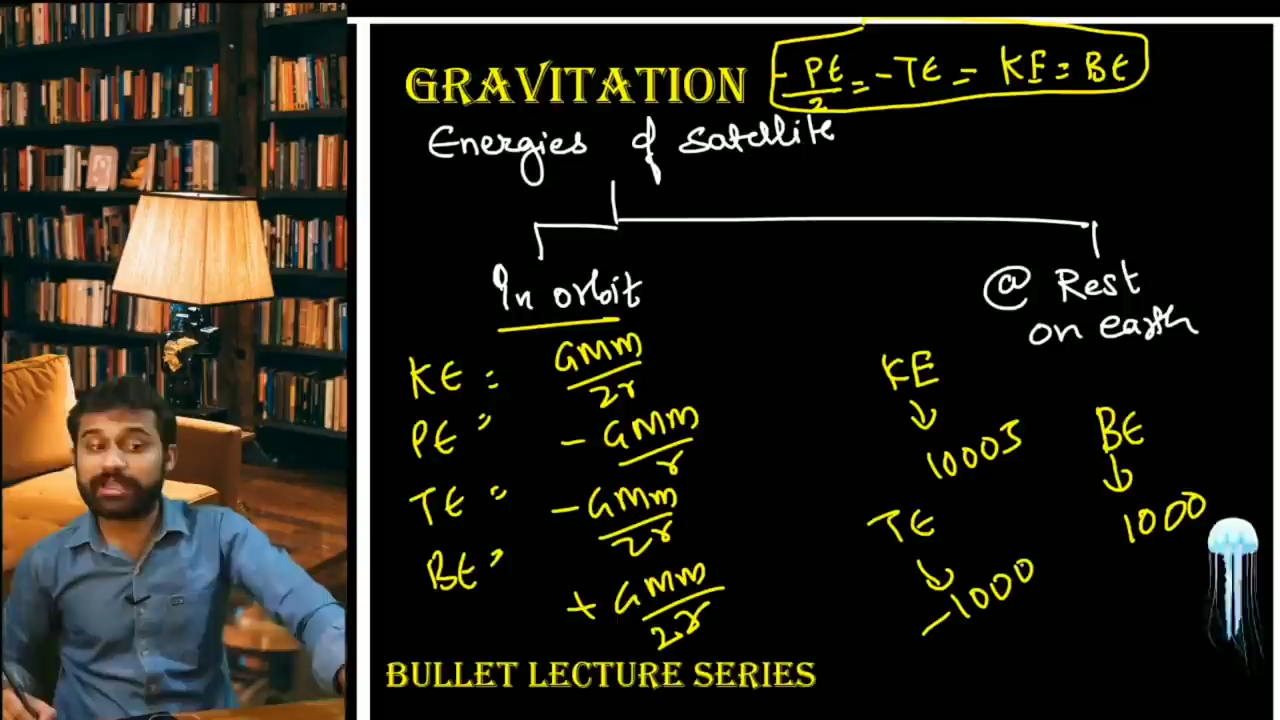 GRAVITATION
- PE/2 = -TE = KE = BE
Energies of satellite
In orbit
@ Rest
on earth
KE = GMm/2r
PE = - GMm/r
TE = - GMm/2r
BE = + GMm/2r
KE
↓
1000J
TE
↓
-1000
BE
↓
1000
BULLET LECTURE SERIES